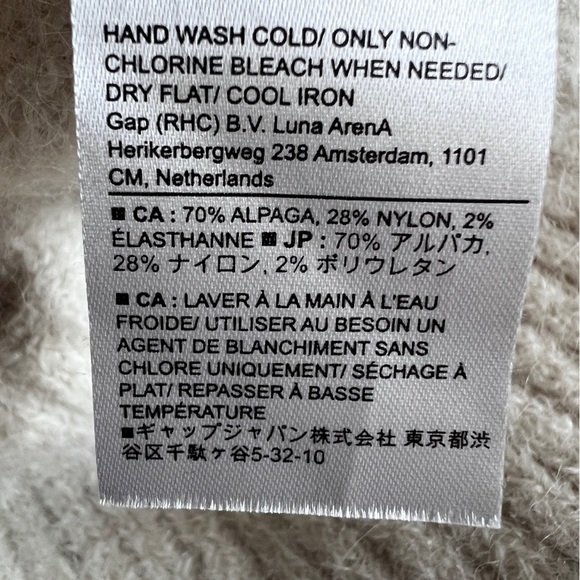 HAND WASH COLD/ ONLY NON-
CHLORINE BLEACH WHEN NEEDED/
DRY FLAT/ COOL IRON
Gap (RHC) B.V. Luna ArenA
Herikerbergweg 238 Amsterdam, 1101
CM, Netherlands
■ CA : 70% ALPAGA, 28% NYLON, 2%
ÉLASTHANNE ■ JP : 70% アルパカ,
28% ナイロン, 2% ポリウレタン
■ CA : LAVER À LA MAIN À L'EAU
FROIDE/ UTILISER AU BESOIN UN
AGENT DE BLANCHIMENT SANS
CHLORE UNIQUEMENT/ SÉCHAGE À
PLAT/ REPASSER À BASSE
TEMPÉRATURE
■ギャップジャパン株式会社 東京都渋
谷区千駄ヶ谷5-32-10